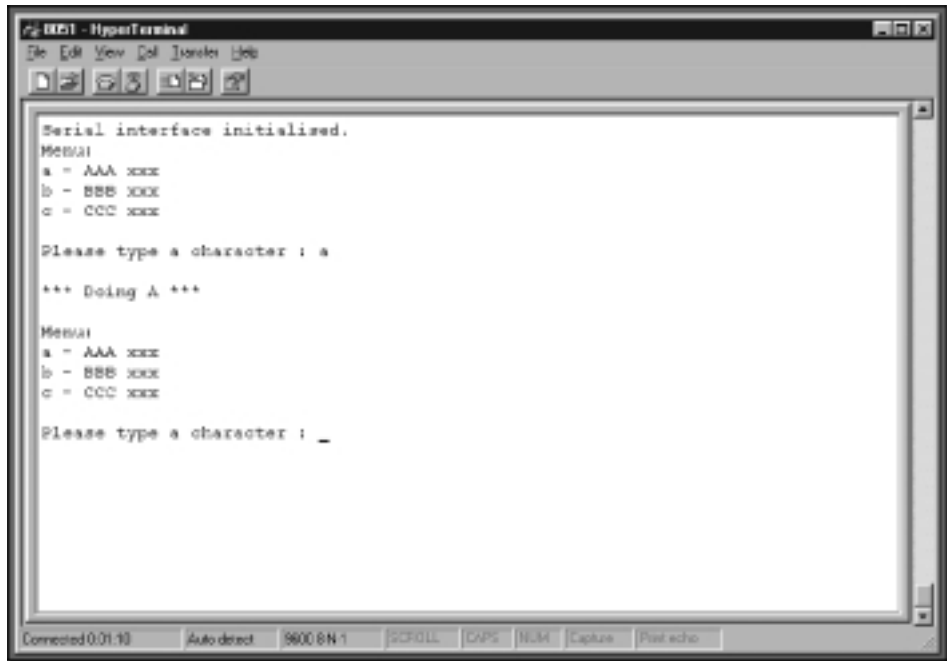 8051 - HyperTerminal
File Edit View Call Transfer Help
Serial interface initialised.
Menu:
a - AAA xxx
b - BBB xxx
c - CCC xxx
Please type a character : a
*** Doing A ***
Menu:
a - AAA xxx
b - BBB xxx
c - CCC xxx
Please type a character : _
Connected 0:01:10 Auto detect 9600 8-N-1 SCROLL CAPS NUM Capture Print echo